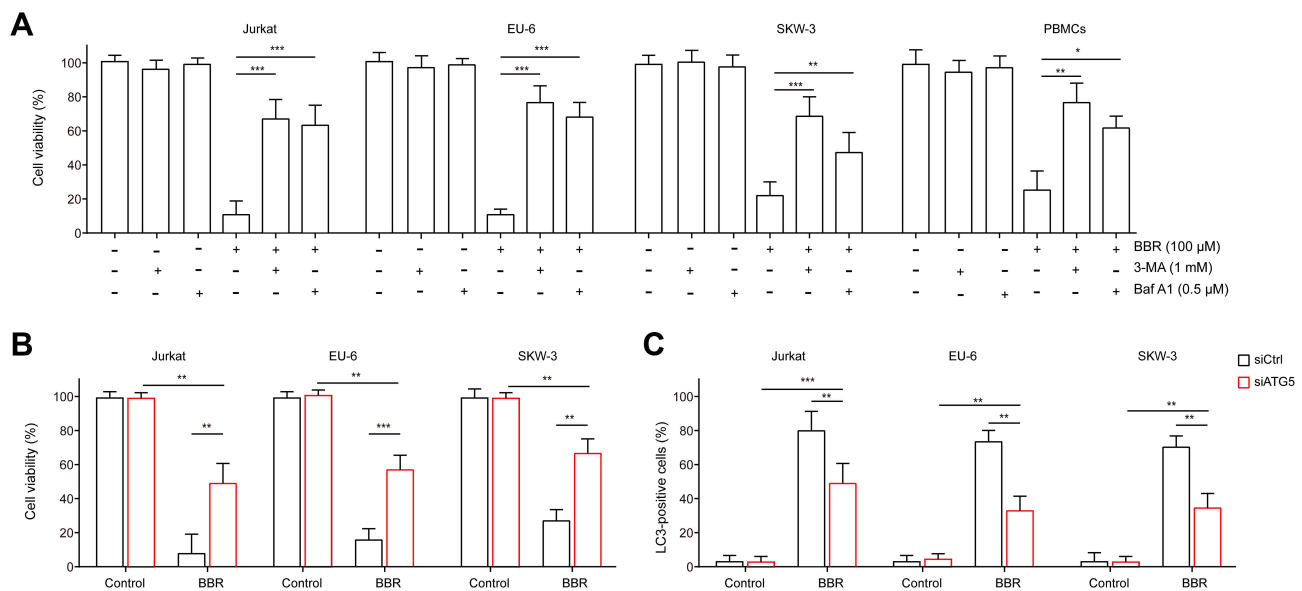 A
Jurkat EU-6 SKW-3 PBMCs
*** *** ** *
*** *** *** **
Cell viability (%)
100 80 60 40 20 0
- - - + + + - - - + + + - - - + + + - - - + + + BBR (100 µM)
- + - - + - - + - - + - - + - - + - - + - - + - 3-MA (1 mM)
- - + - - + - - + - - + - - + - - + - - + - - + Baf A1 (0.5 µM)
B
Jurkat EU-6 SKW-3
** ** **
** *** **
Cell viability (%)
100 80 60 40 20 0
Control BBR Control BBR Control BBR
C
Jurkat EU-6 SKW-3
siCtrl
siATG5
*** ** **
** ** **
LC3-positive cells (%)
100 80 60 40 20 0
Control BBR Control BBR Control BBR